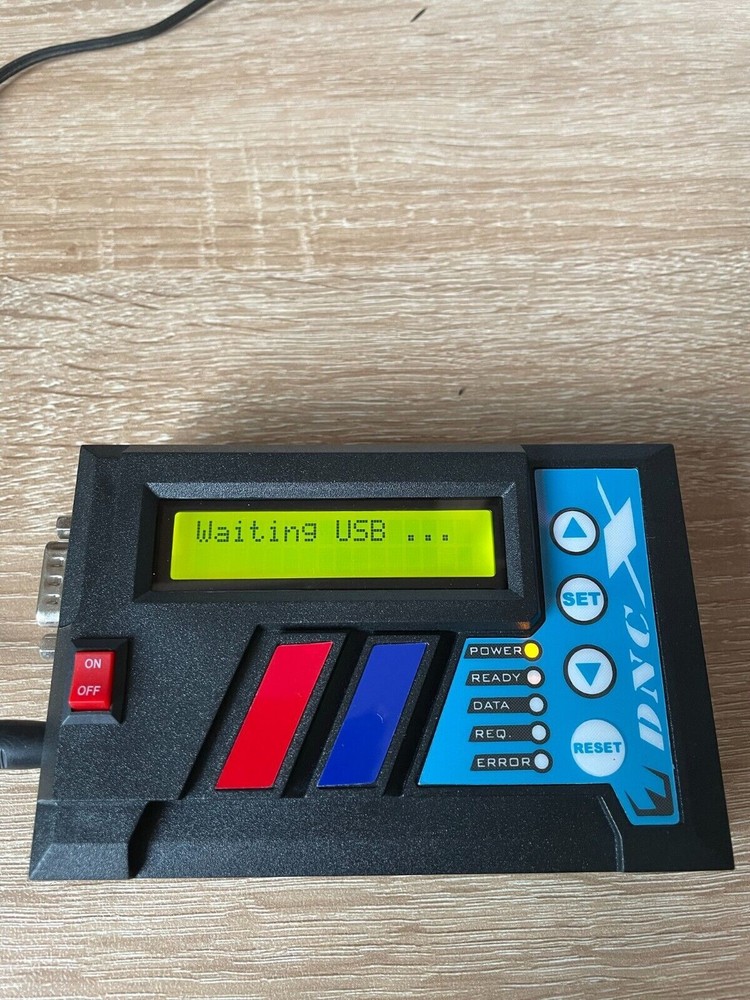 Waiting USB ...
ON
OFF
POWER
READY
DATA
REQ.
ERROR
SET
RESET
DNC X